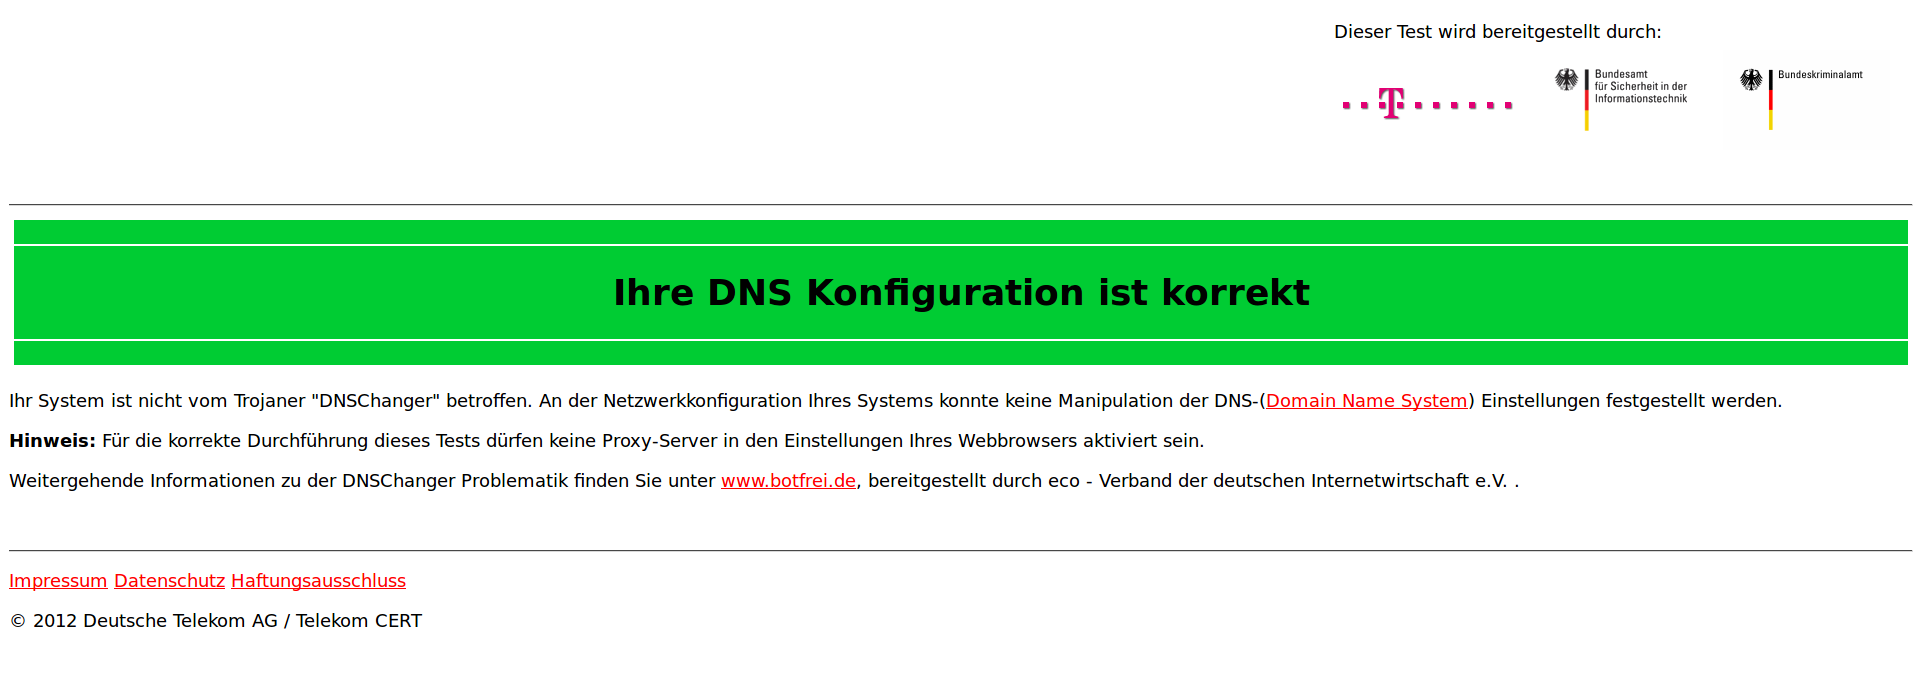 Dieser Test wird bereitgestellt durch:
T
Bundesamt
für Sicherheit in der
Informationstechnik
Bundeskriminalamt
Ihre DNS Konfiguration ist korrekt
Ihr System ist nicht vom Trojaner "DNSChanger" betroffen. An der Netzwerkkonfiguration Ihres Systems konnte keine Manipulation der DNS-(Domain Name System) Einstellungen festgestellt werden.
Hinweis: Für die korrekte Durchführung dieses Tests dürfen keine Proxy-Server in den Einstellungen Ihres Webbrowsers aktiviert sein.
Weitergehende Informationen zu der DNSChanger Problematik finden Sie unter www.botfrei.de, bereitgestellt durch eco - Verband der deutschen Internetwirtschaft e.V. .
Impressum Datenschutz Haftungsausschluss
© 2012 Deutsche Telekom AG / Telekom CERT